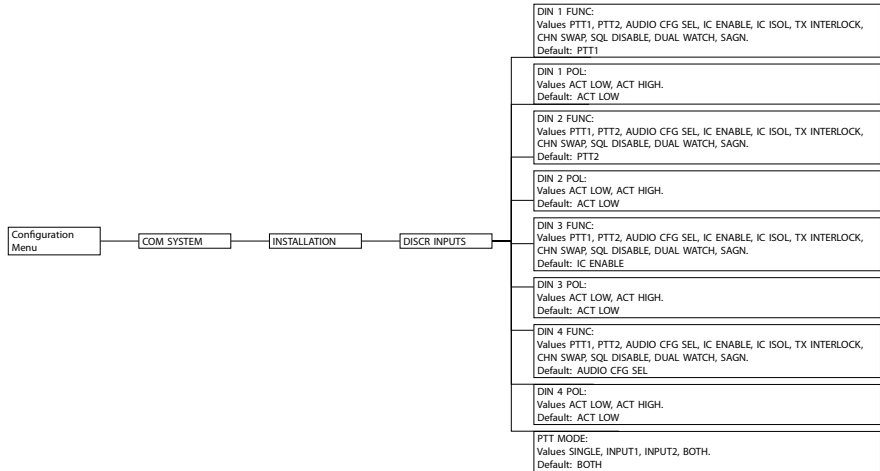 DIN 1 FUNC:
Values PTT1, PTT2, AUDIO CFG SEL, IC ENABLE, IC ISOL, TX INTERLOCK,
CHN SWAP, SQL DISABLE, DUAL WATCH, SAGN.
Default: PTT1
DIN 1 POL:
Values ACT LOW, ACT HIGH.
Default: ACT LOW
DIN 2 FUNC:
Values PTT1, PTT2, AUDIO CFG SEL, IC ENABLE, IC ISOL, TX INTERLOCK,
CHN SWAP, SQL DISABLE, DUAL WATCH, SAGN.
Default: PTT2
DIN 2 POL:
Values ACT LOW, ACT HIGH.
Default: ACT LOW
Configuration
Menu
COM SYSTEM
INSTALLATION
DISCR INPUTS
DIN 3 FUNC:
Values PTT1, PTT2, AUDIO CFG SEL, IC ENABLE, IC ISOL, TX INTERLOCK,
CHN SWAP, SQL DISABLE, DUAL WATCH, SAGN.
Default: IC ENABLE
DIN 3 POL:
Values ACT LOW, ACT HIGH.
Default: ACT LOW
DIN 4 FUNC:
Values PTT1, PTT2, AUDIO CFG SEL, IC ENABLE, IC ISOL, TX INTERLOCK,
CHN SWAP, SQL DISABLE, DUAL WATCH, SAGN.
Default: AUDIO CFG SEL
DIN 4 POL:
Values ACT LOW, ACT HIGH.
Default: ACT LOW
PTT MODE:
Values SINGLE, INPUT1, INPUT2, BOTH.
Default: BOTH